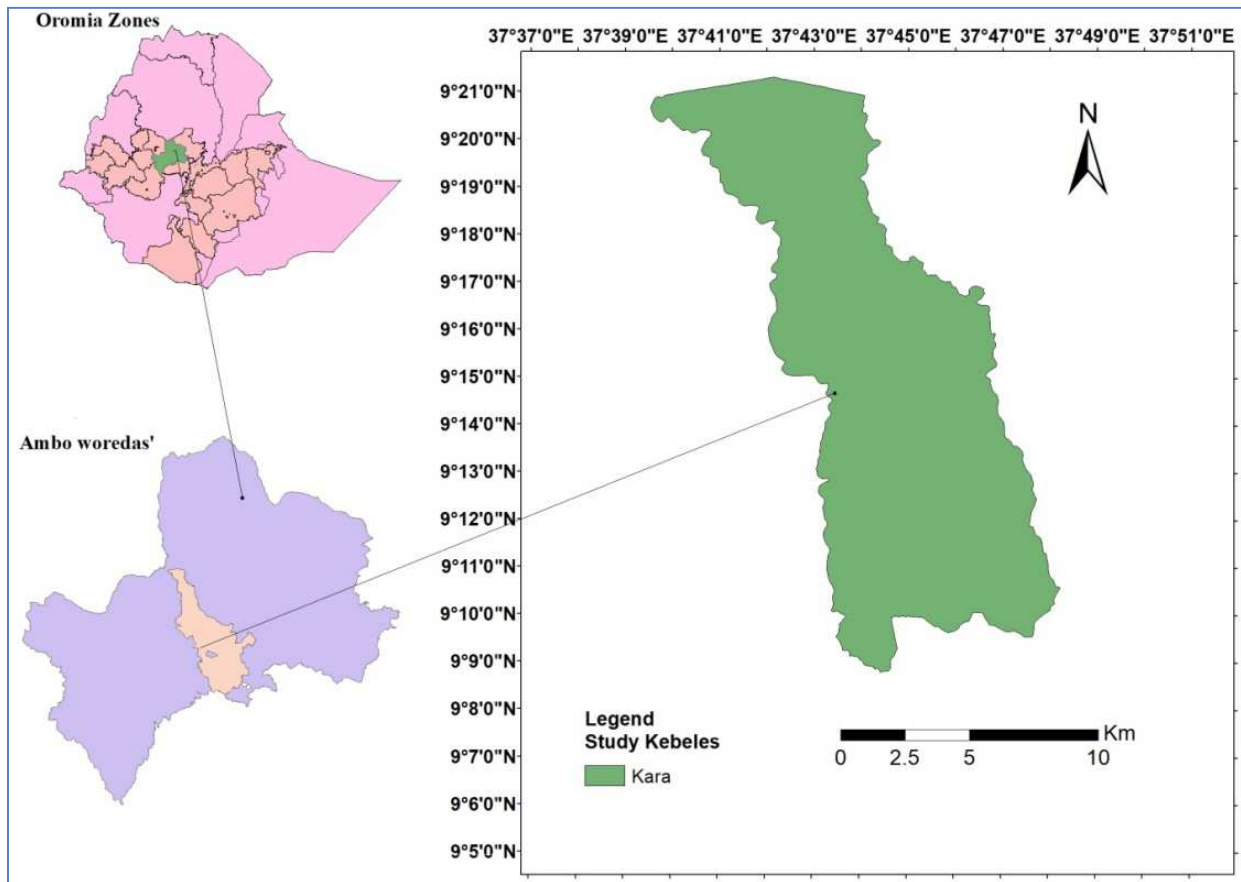 Oromia Zones
37°37'0"E 37°39'0"E 37°41'0"E 37°43'0"E 37°45'0"E 37°47'0"E 37°49'0"E 37°51'0"E
9°21'0"N
9°20'0"N
9°19'0"N
9°18'0"N
9°17'0"N
9°16'0"N
9°15'0"N
9°14'0"N
9°13'0"N
9°12'0"N
9°11'0"N
9°10'0"N
9°9'0"N
9°8'0"N
9°7'0"N
9°6'0"N
9°5'0"N
N
Ambo woredas'
Legend
Study Kebeles
Kara
Km
0 2.5 5 10